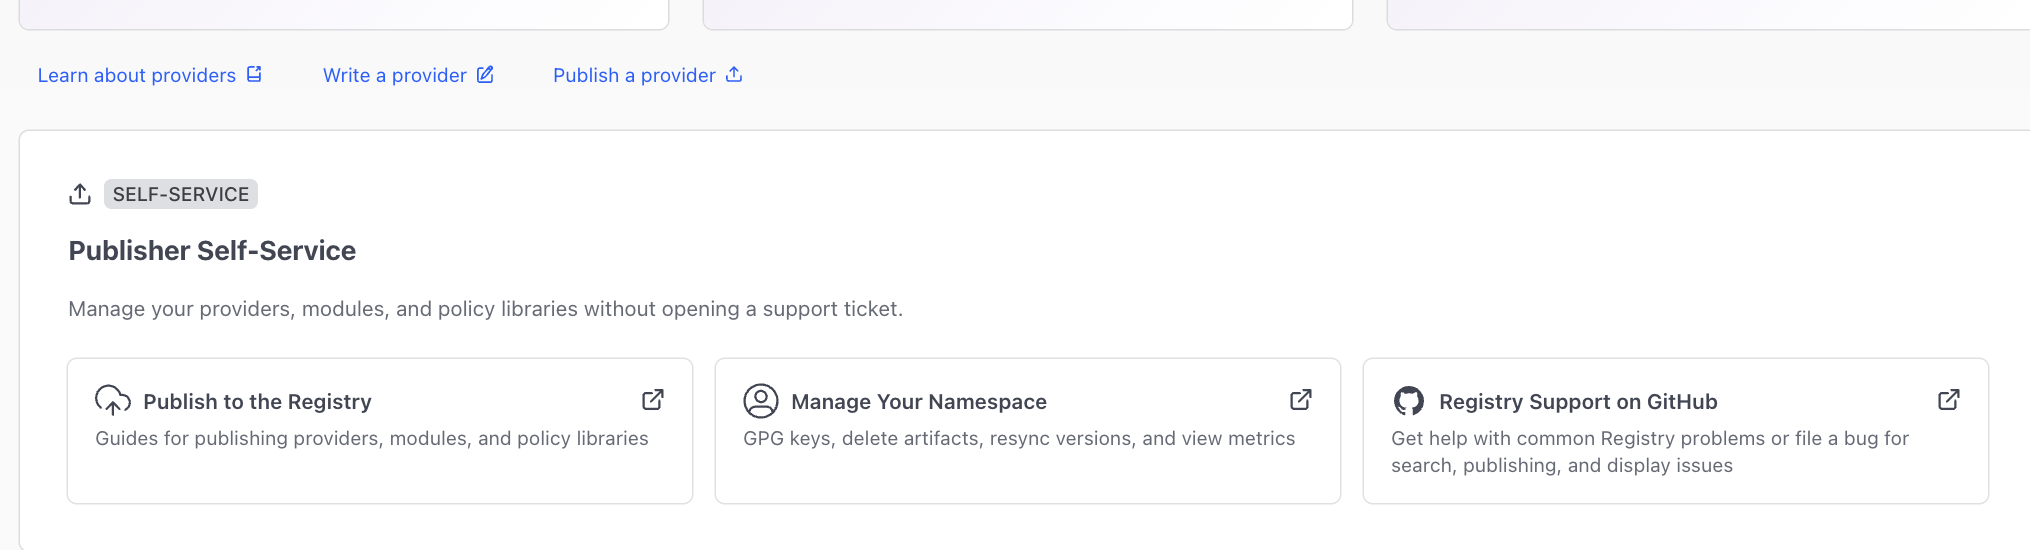 Learn about providers
Write a provider
Publish a provider
SELF-SERVICE
Publisher Self-Service
Manage your providers, modules, and policy libraries without opening a support ticket.
Publish to the Registry
Guides for publishing providers, modules, and policy libraries
Manage Your Namespace
GPG keys, delete artifacts, resync versions, and view metrics
Registry Support on GitHub
Get help with common Registry problems or file a bug for
search, publishing, and display issues